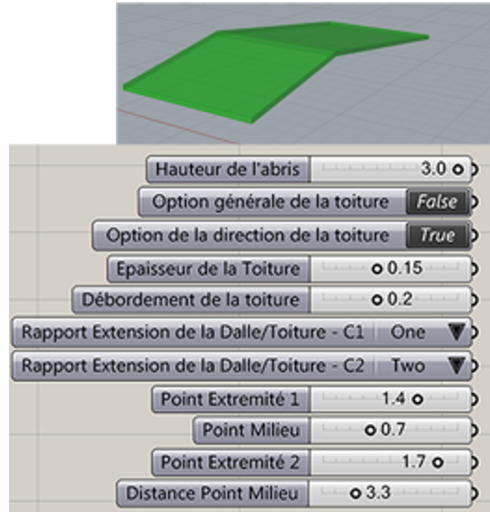 Hauteur de l'abris 3.0
Option générale de la toiture False
Option de la direction de la toiture True
Epaisseur de la Toiture 0.15
Débordement de la toiture 0.2
Rapport Extension de la Dalle/Toiture - C1 One
Rapport Extension de la Dalle/Toiture - C2 Two
Point Extremité 1 1.4
Point Milieu 0.7
Point Extremité 2 1.7
Distance Point Milieu 3.3